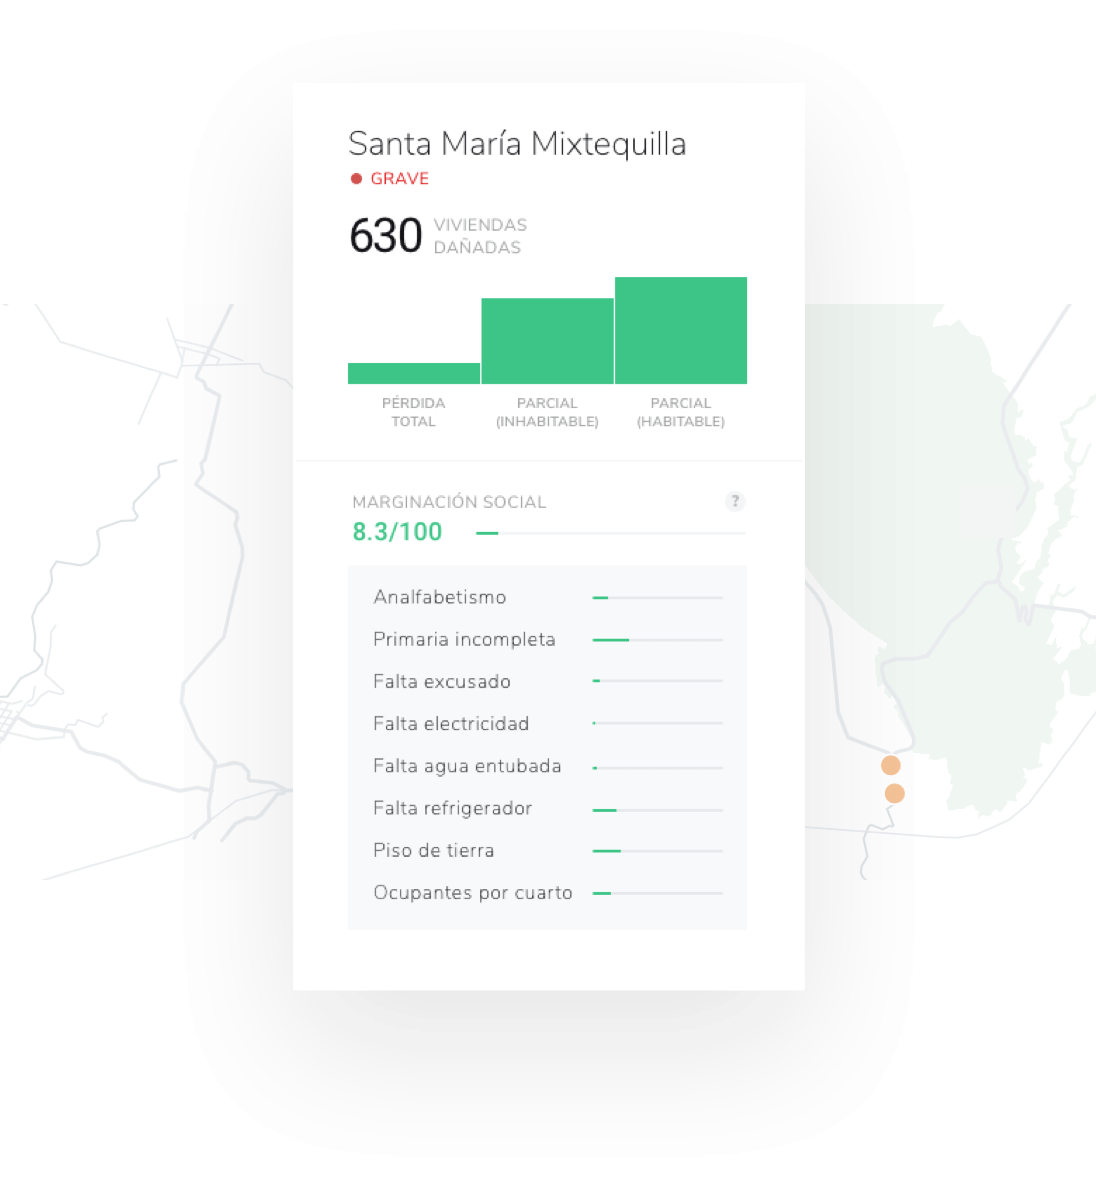 Santa María Mixtequilla
GRAVE
630 VIVIENDAS
DAÑADAS
PÉRDIDA
TOTAL
PARCIAL
(INHABITABLE)
PARCIAL
(HABITABLE)
MARGINACIÓN SOCIAL ?
8.3/100
Analfabetismo
Primaria incompleta
Falta excusado
Falta electricidad
Falta agua entubada
Falta refrigerador
Piso de tierra
Ocupantes por cuarto